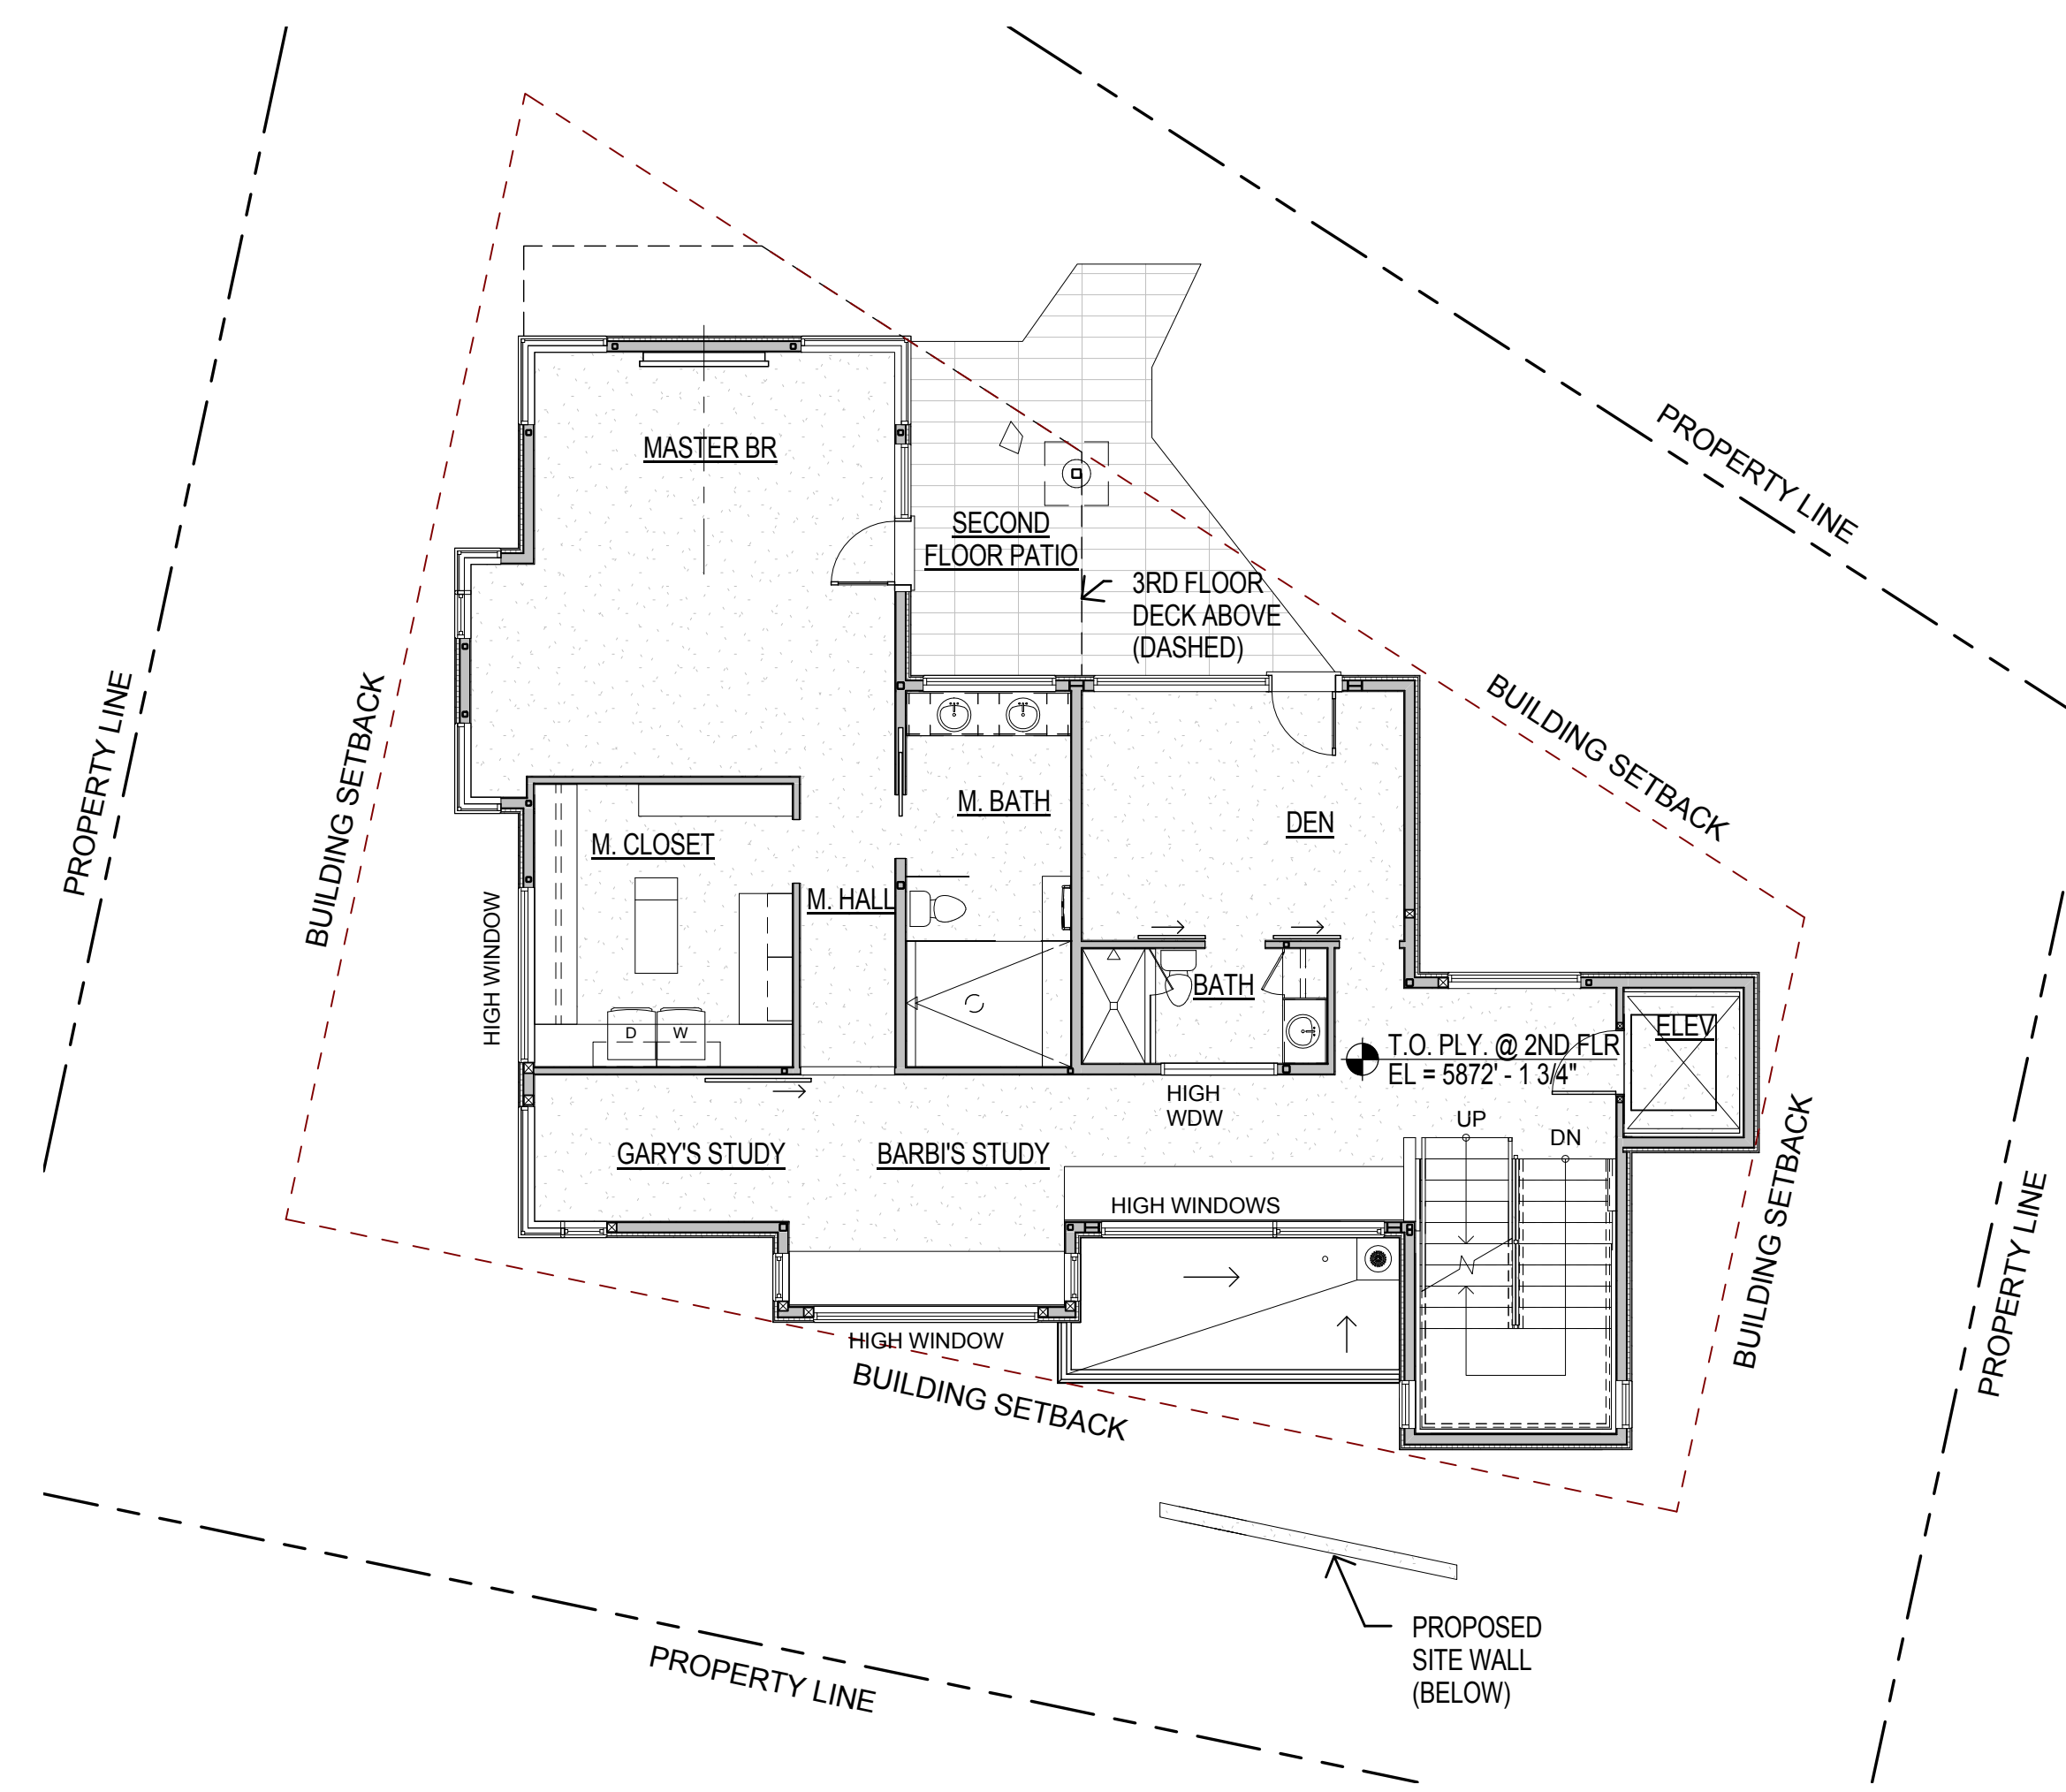 PROPERTY LINE
MASTER BR
SECOND
FLOOR PATIO
3RD FLOOR
DECK ABOVE
(DASHED)
PROPERTY LINE
BUILDING SETBACK
BUILDING SETBACK
PROPERTY LINE
M. CLOSET
M. BATH
DEN
M. HALL
HIGH WINDOW
BATH
D
W
ELEV
T.O. PLY. @ 2ND FLR
EL = 5872' - 1 3/4"
HIGH
WDW
UP
DN
GARY'S STUDY
BARBI'S STUDY
HIGH WINDOWS
BUILDING SETBACK
PROPERTY LINE
HIGH WINDOW
BUILDING SETBACK
PROPOSED
SITE WALL
(BELOW)
PROPERTY LINE